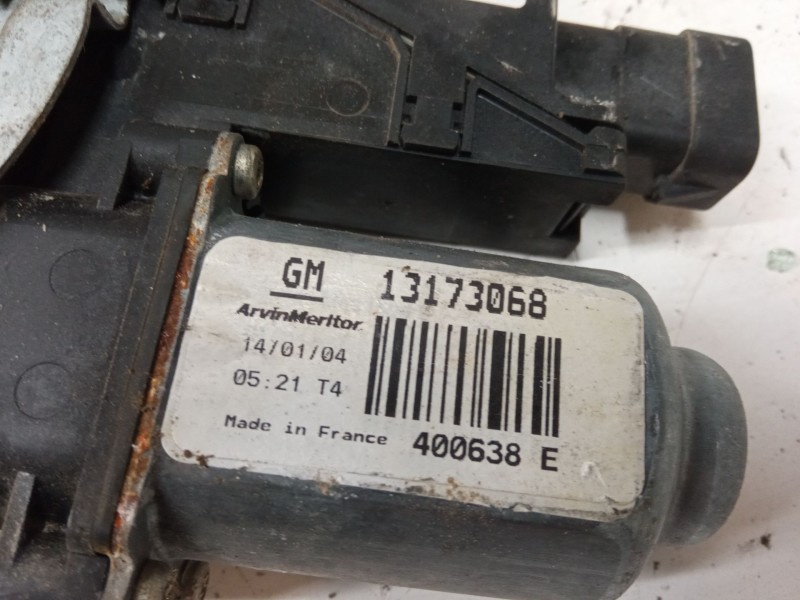 GM 13173068
ArvinMeritor
14/01/04
05:21 T4
Made in France 400638 E